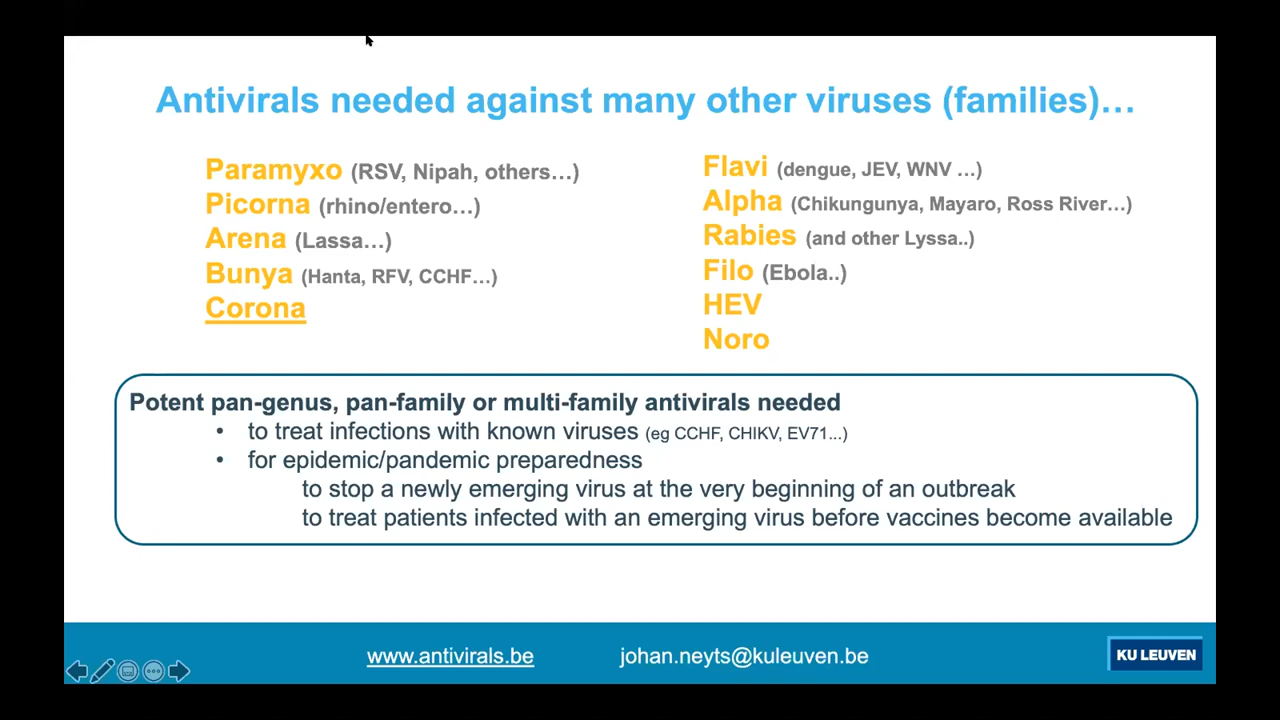 Antivirals needed against many other viruses (families)...
Paramyxo (RSV, Nipah, others...)
Picorna (rhino/entero...)
Arena (Lassa...)
Bunya (Hanta, RFV, CCHF...)
Corona
Flavi (dengue, JEV, WNV ...)
Alpha (Chikungunya, Mayaro, Ross River...)
Rabies (and other Lyssa..)
Filo (Ebola..)
HEV
Noro
Potent pan-genus, pan-family or multi-family antivirals needed
• to treat infections with known viruses (eg CCHF, CHIKV, EV71...)
• for epidemic/pandemic preparedness
to stop a newly emerging virus at the very beginning of an outbreak
to treat patients infected with an emerging virus before vaccines become available
www.antivirals.be johan.neyts@kuleuven.be KU LEUVEN